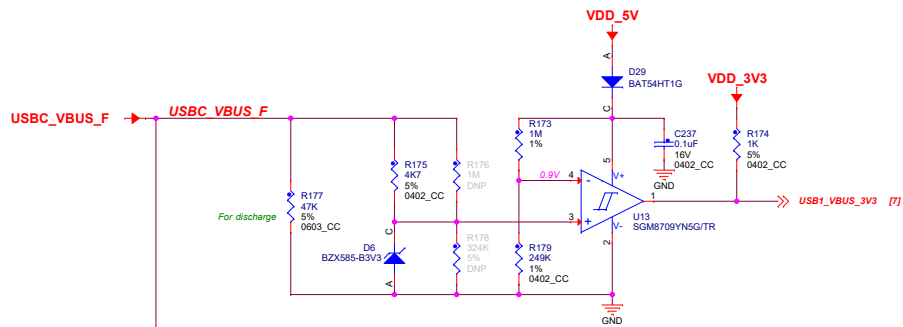 VDD_5V
A
D29
BAT54HT1G
C
VDD_3V3
USBC_VBUS_F
USBC_VBUS_F
R173
1M
1%
C237
0.1uF
16V
0402_CC
GND
R174
1K
5%
0402_CC
R175
4K7
5%
0402_CC
R176
1M
DNP
0.9V
4
-
5
V+
1
USB1_VBUS_3V3 [7]
R177
47K
5%
0603_CC
For discharge
3
+
V-
2
U13
SGM8709YN5G/TR
C
D6
BZX585-B3V3
A
R178
324K
5%
DNP
R179
249K
1%
0402_CC
GND